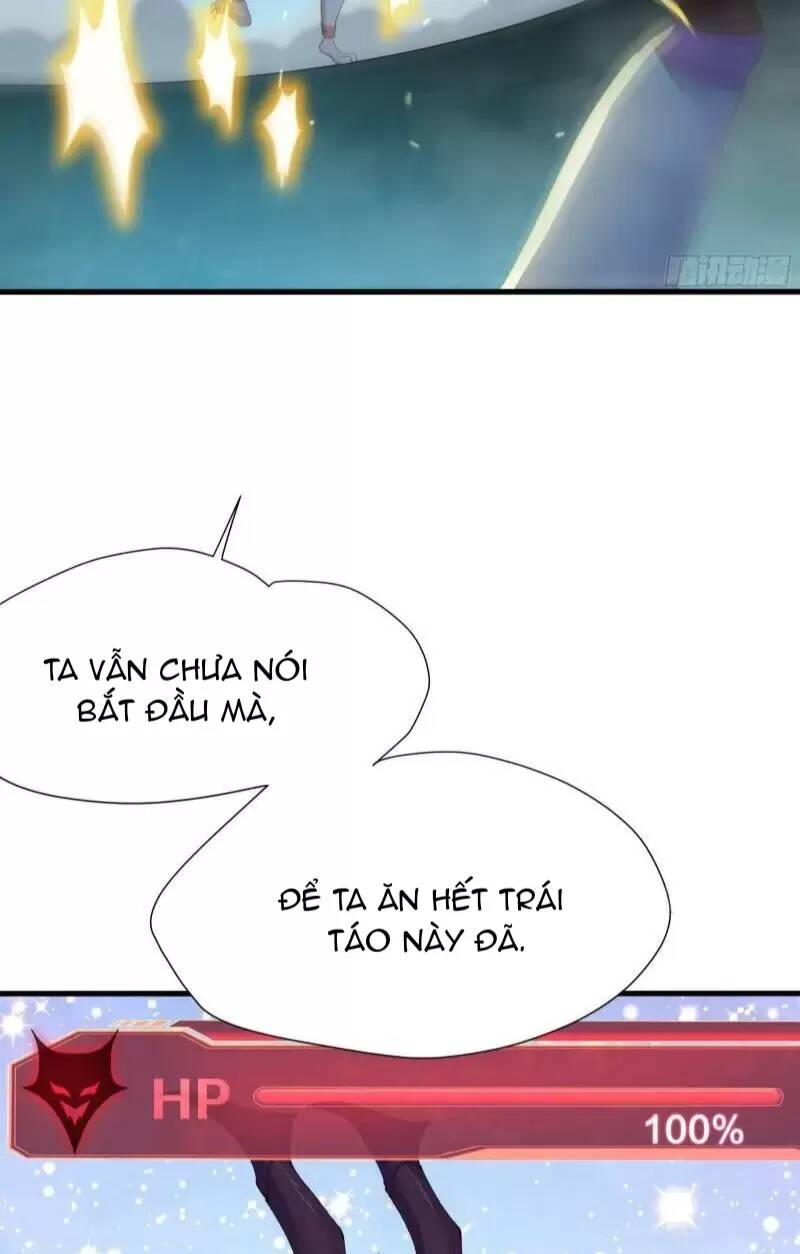 TA VẪN CHƯA NÓI
BẮT ĐẦU MÀ,
ĐỂ TA ĂN HẾT TRÁI
TÁO NÀY ĐÃ.
HP
100%